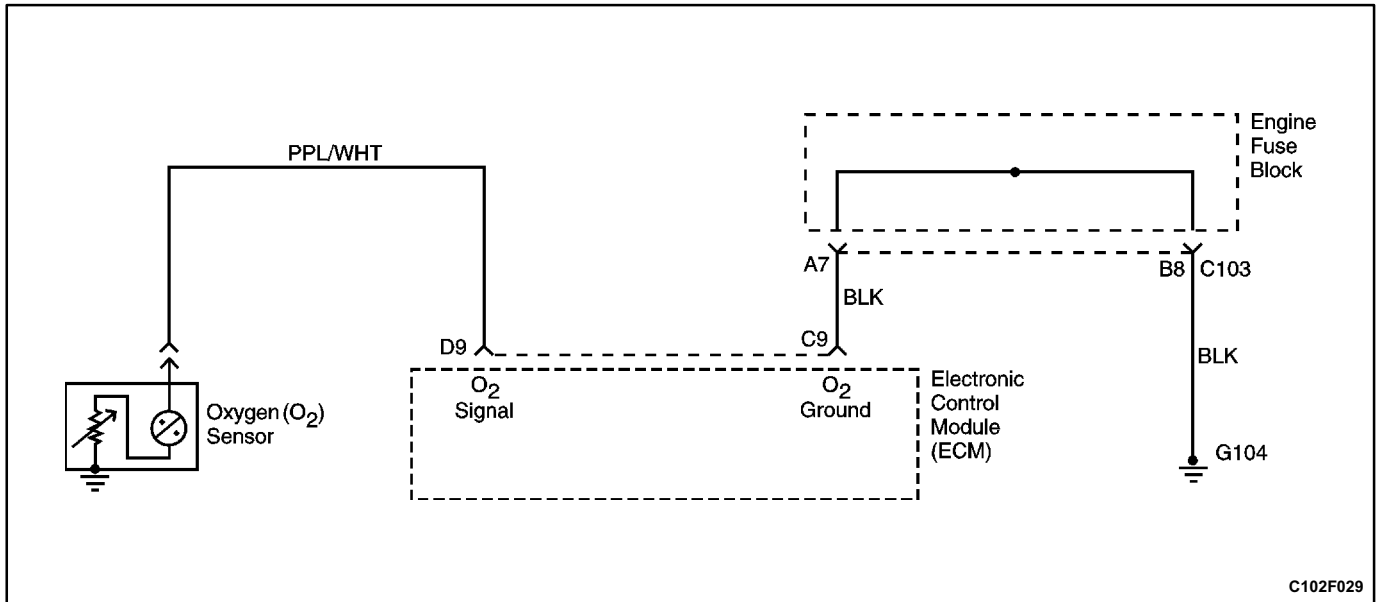 PPL/WHT
Engine
Fuse
Block
A7
B8 C103
BLK
D9
C9
BLK
O2
Signal
O2
Ground
Electronic
Control
Module
(ECM)
Oxygen (O2)
Sensor
G104
C102F029